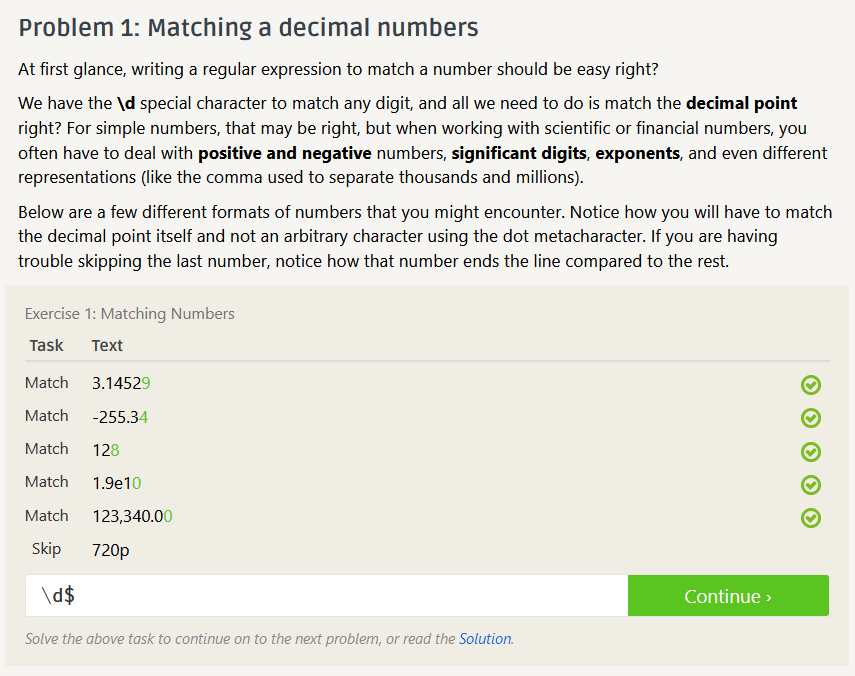 Problem 1: Matching a decimal numbers
At first glance, writing a regular expression to match a number should be easy right?
We have the \d special character to match any digit, and all we need to do is match the decimal point
right? For simple numbers, that may be right, but when working with scientific or financial numbers, you
often have to deal with positive and negative numbers, significant digits, exponents, and even different
representations (like the comma used to separate thousands and millions).
Below are a few different formats of numbers that you might encounter. Notice how you will have to match
the decimal point itself and not an arbitrary character using the dot metacharacter. If you are having
trouble skipping the last number, notice how that number ends the line compared to the rest.
Exercise 1: Matching Numbers
Task Text
Match 3.14529
Match -255.34
Match 128
Match 1.9e10
Match 123,340.00
Skip 720p
\d$ Continue ›
Solve the above task to continue on to the next problem, or read the Solution.